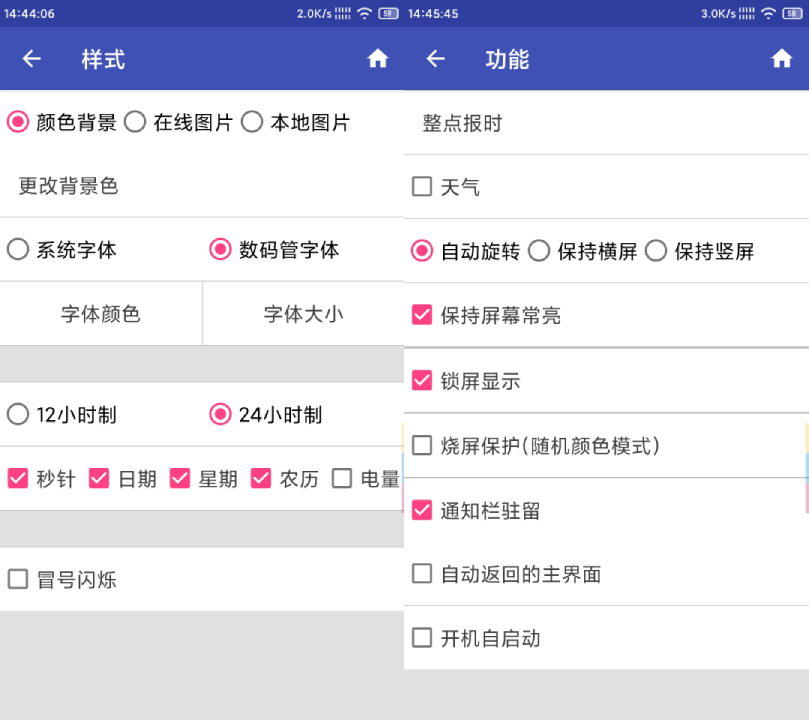 14:44:06 2.0K/s 59
样式
颜色背景 在线图片 本地图片
更改背景色
系统字体 数码管字体
字体颜色 字体大小
12小时制 24小时制
秒针 日期 星期 农历 电量
冒号闪烁
14:45:45 3.0K/s 58
功能
整点报时
天气
自动旋转 保持横屏 保持竖屏
保持屏幕常亮
锁屏显示
烧屏保护(随机颜色模式)
通知栏驻留
自动返回的主界面
开机自启动